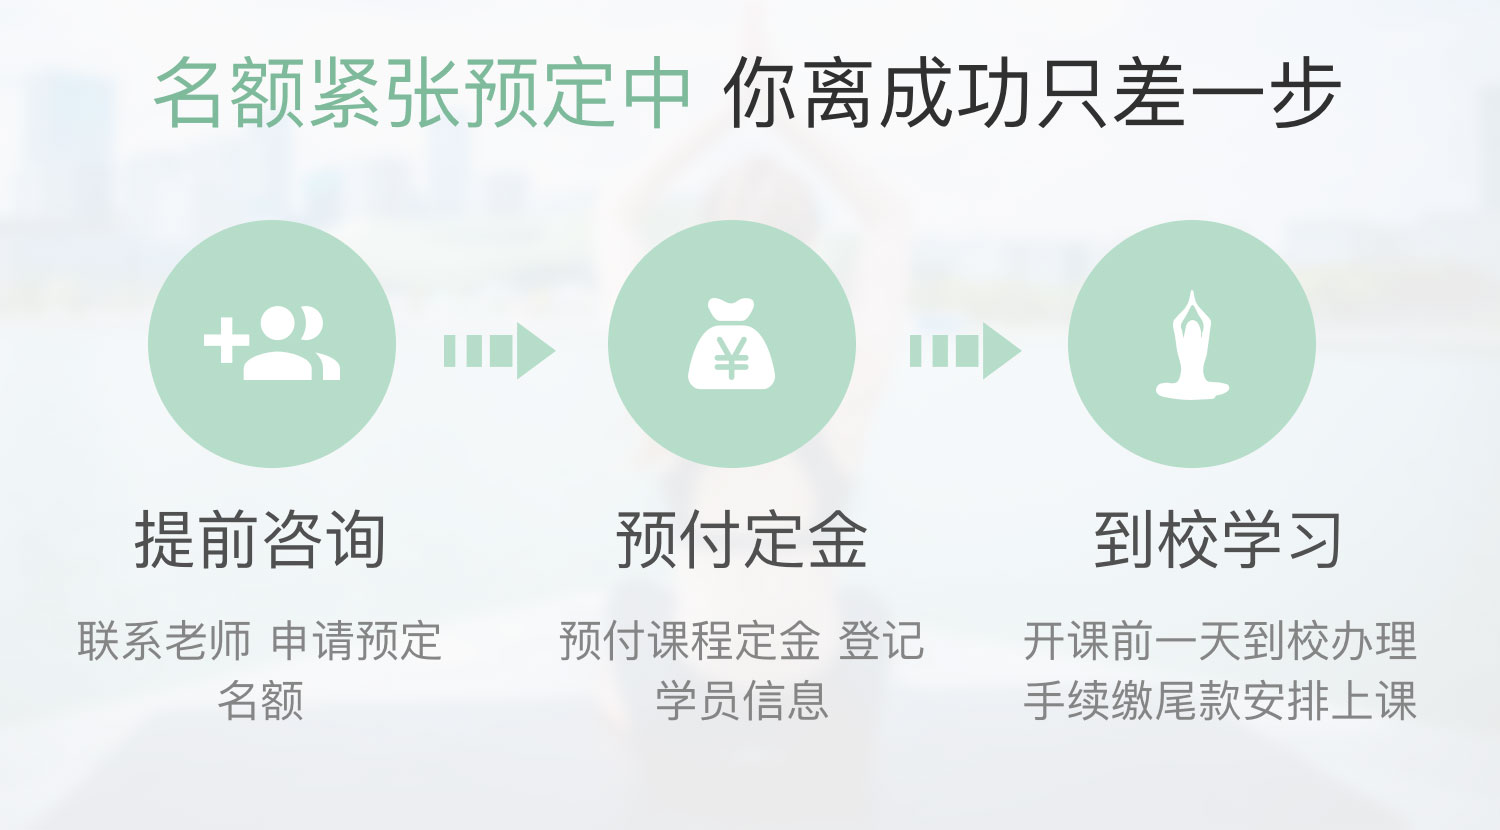 名额紧张预定中 你离成功只差一步
¥
提前咨询
联系老师 申请预定
名额
预付定金
预付课程定金 登记
学员信息
到校学习
开课前一天到校办理
手续缴尾款安排上课